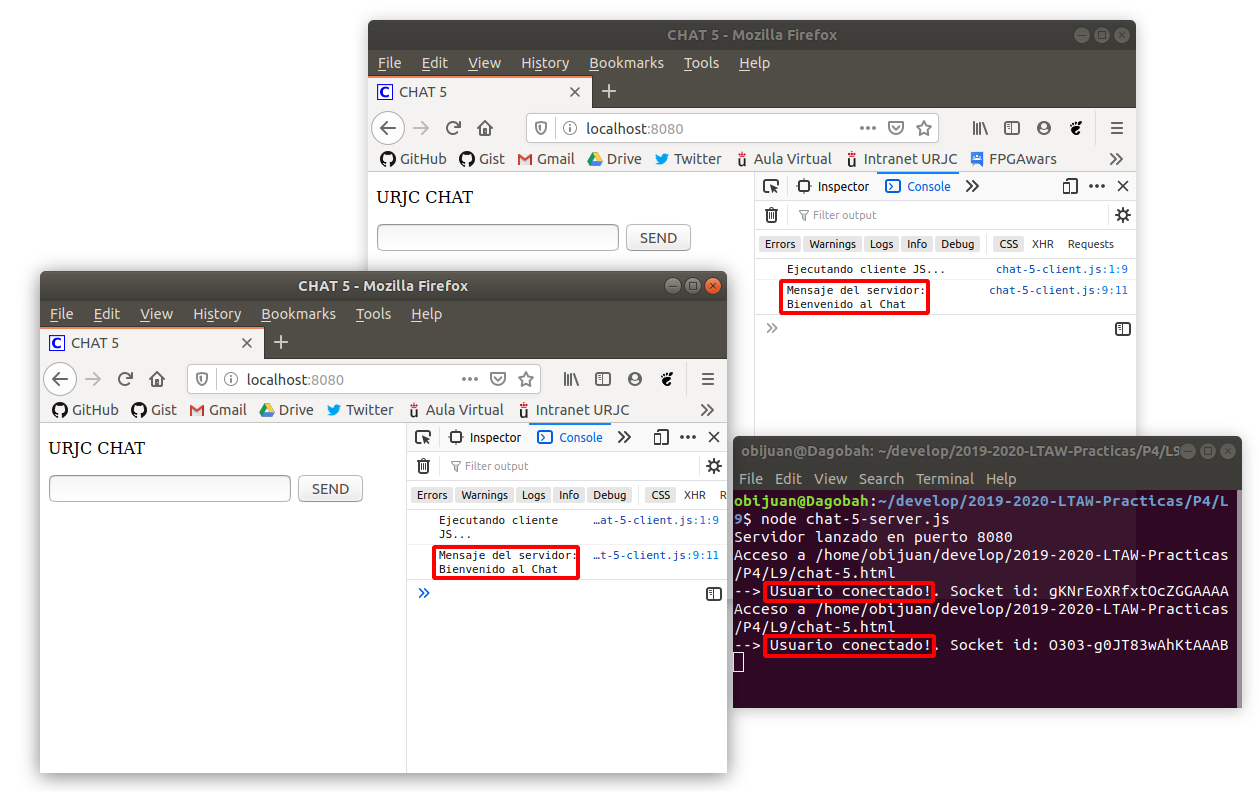 CHAT 5 - Mozilla Firefox
File Edit View History Bookmarks Tools Help
C CHAT 5
localhost:8080
GitHub Gist Gmail Drive Twitter Aula Virtual Intranet URJC FPGAwars
URJC CHAT
SEND
Inspector Console
Filter output
Errors Warnings Logs Info Debug CSS XHR Requests
Ejecutando cliente JS... chat-5-client.js:1:9
Mensaje del servidor: chat-5-client.js:9:11
Bienvenido al Chat
CHAT 5 - Mozilla Firefox
File Edit View History Bookmarks Tools Help
C CHAT 5
localhost:8080
GitHub Gist Gmail Drive Twitter Aula Virtual Intranet URJC
URJC CHAT
SEND
Inspector Console
Filter output
Errors Warnings Logs Info Debug CSS XHR R
Ejecutando cliente …at-5-client.js:1:9
JS...
Mensaje del servidor: …t-5-client.js:9:11
Bienvenido al Chat
obijuan@Dagobah: ~/develop/2019-2020-LTAW-Practicas/P4/L9
File Edit View Search Terminal Help
obijuan@Dagobah:~/develop/2019-2020-LTAW-Practicas/P4/L
9$ node chat-5-server.js
Servidor lanzado en puerto 8080
Acceso a /home/obijuan/develop/2019-2020-LTAW-Practicas
/P4/L9/chat-5.html
--> Usuario conectado!. Socket id: gKNrEoXRfxtOcZGGAAAA
Acceso a /home/obijuan/develop/2019-2020-LTAW-Practicas
/P4/L9/chat-5.html
--> Usuario conectado!. Socket id: O303-g0JT83wAhKtAAAB